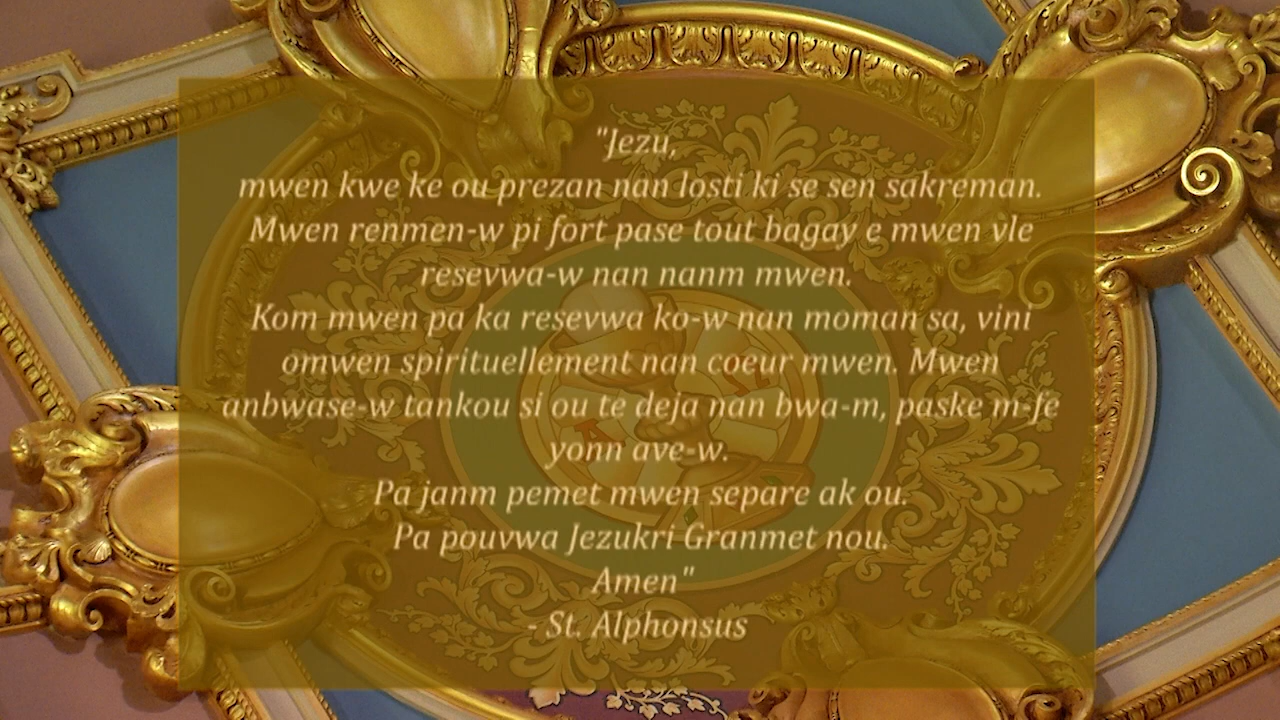 "Jezu,
mwen kwe ke ou prezan nan losti ki se sen sakreman.
Mwen renmen-w pi fort pase tout bagay e mwen vle
resevwa-w nan nanm mwen.
Kom mwen pa ka resevwa ko-w nan moman sa, vini
omwen spirituellement nan coeur mwen. Mwen
anbwase-w tankou si ou te deja nan bwa-m, paske m-fe
yonn ave-w.
Pa janm pemet mwen separe ak ou.
Pa pouvwa Jezukri Granmet nou.
Amen"
- St. Alphonsus